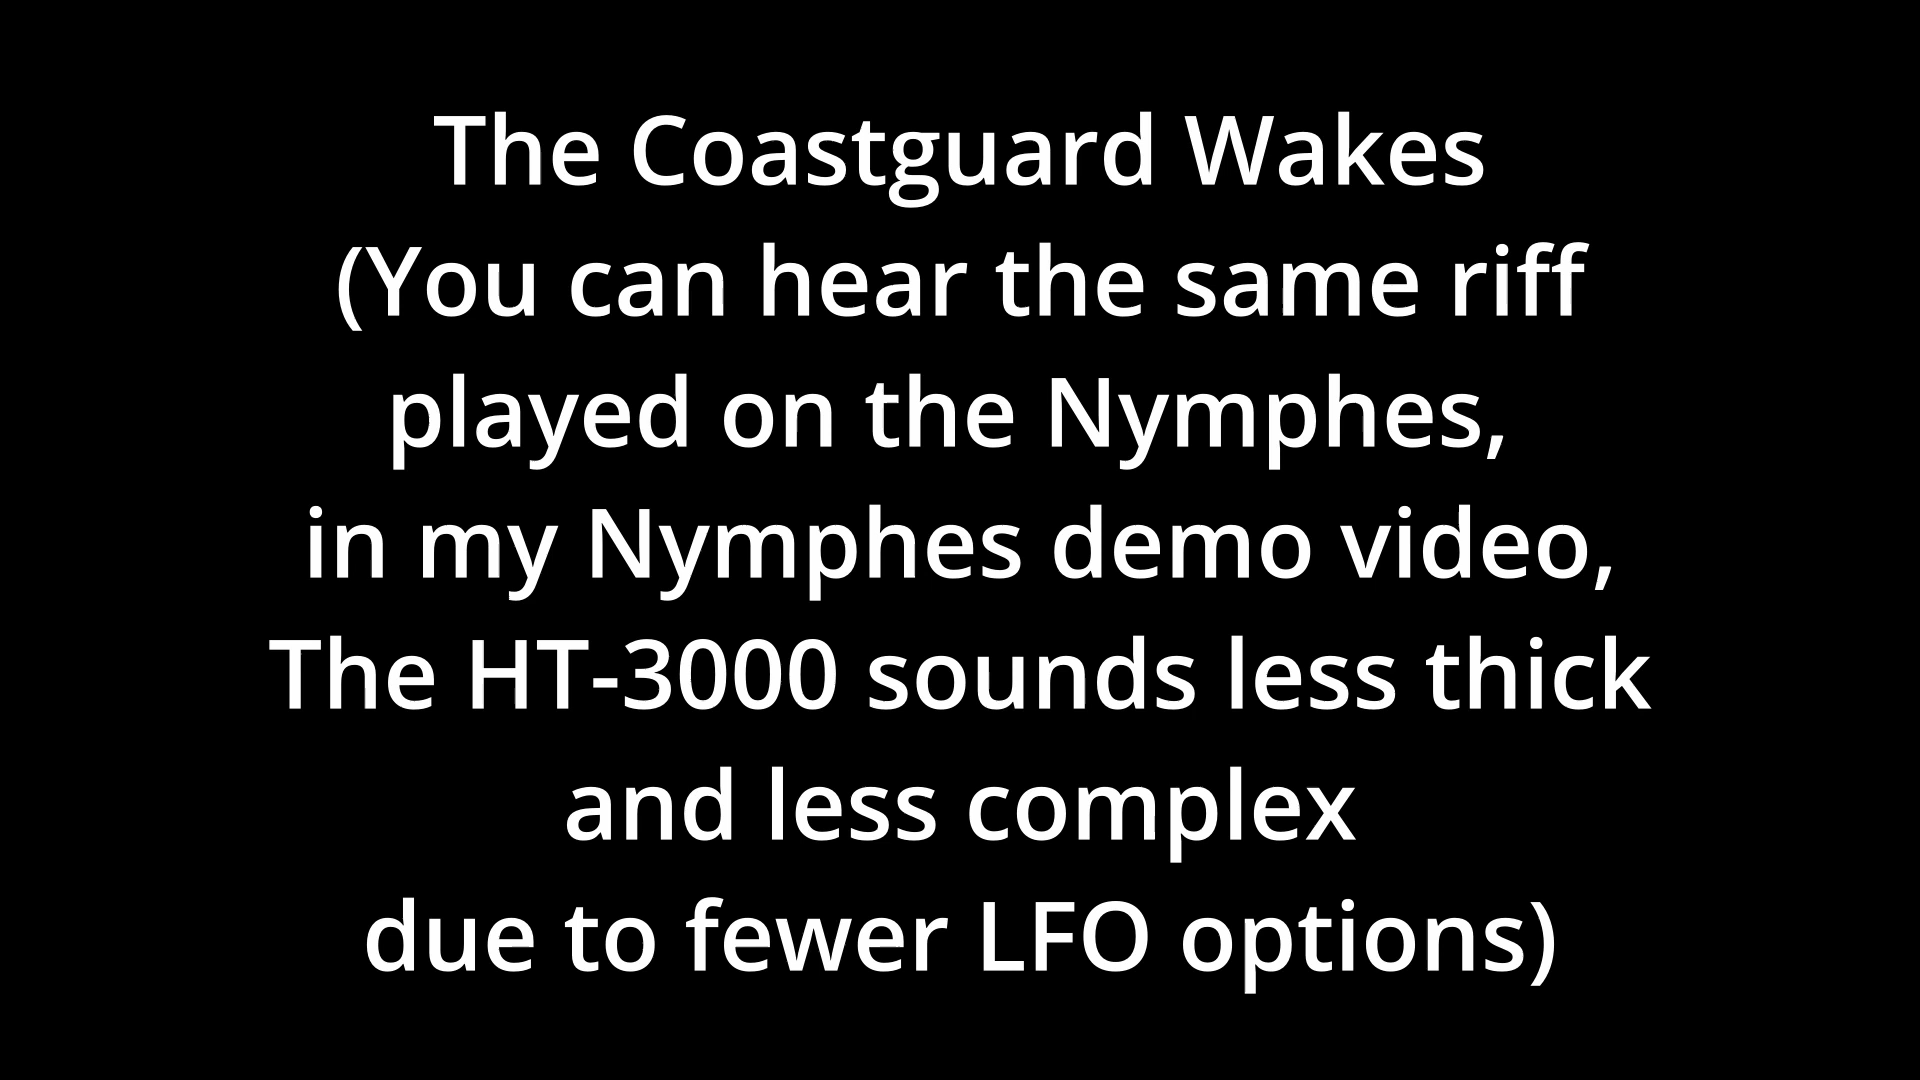 The Coastguard Wakes
(You can hear the same riff
played on the Nymphes,
in my Nymphes demo video,
The HT-3000 sounds less thick
and less complex
due to fewer LFO options)